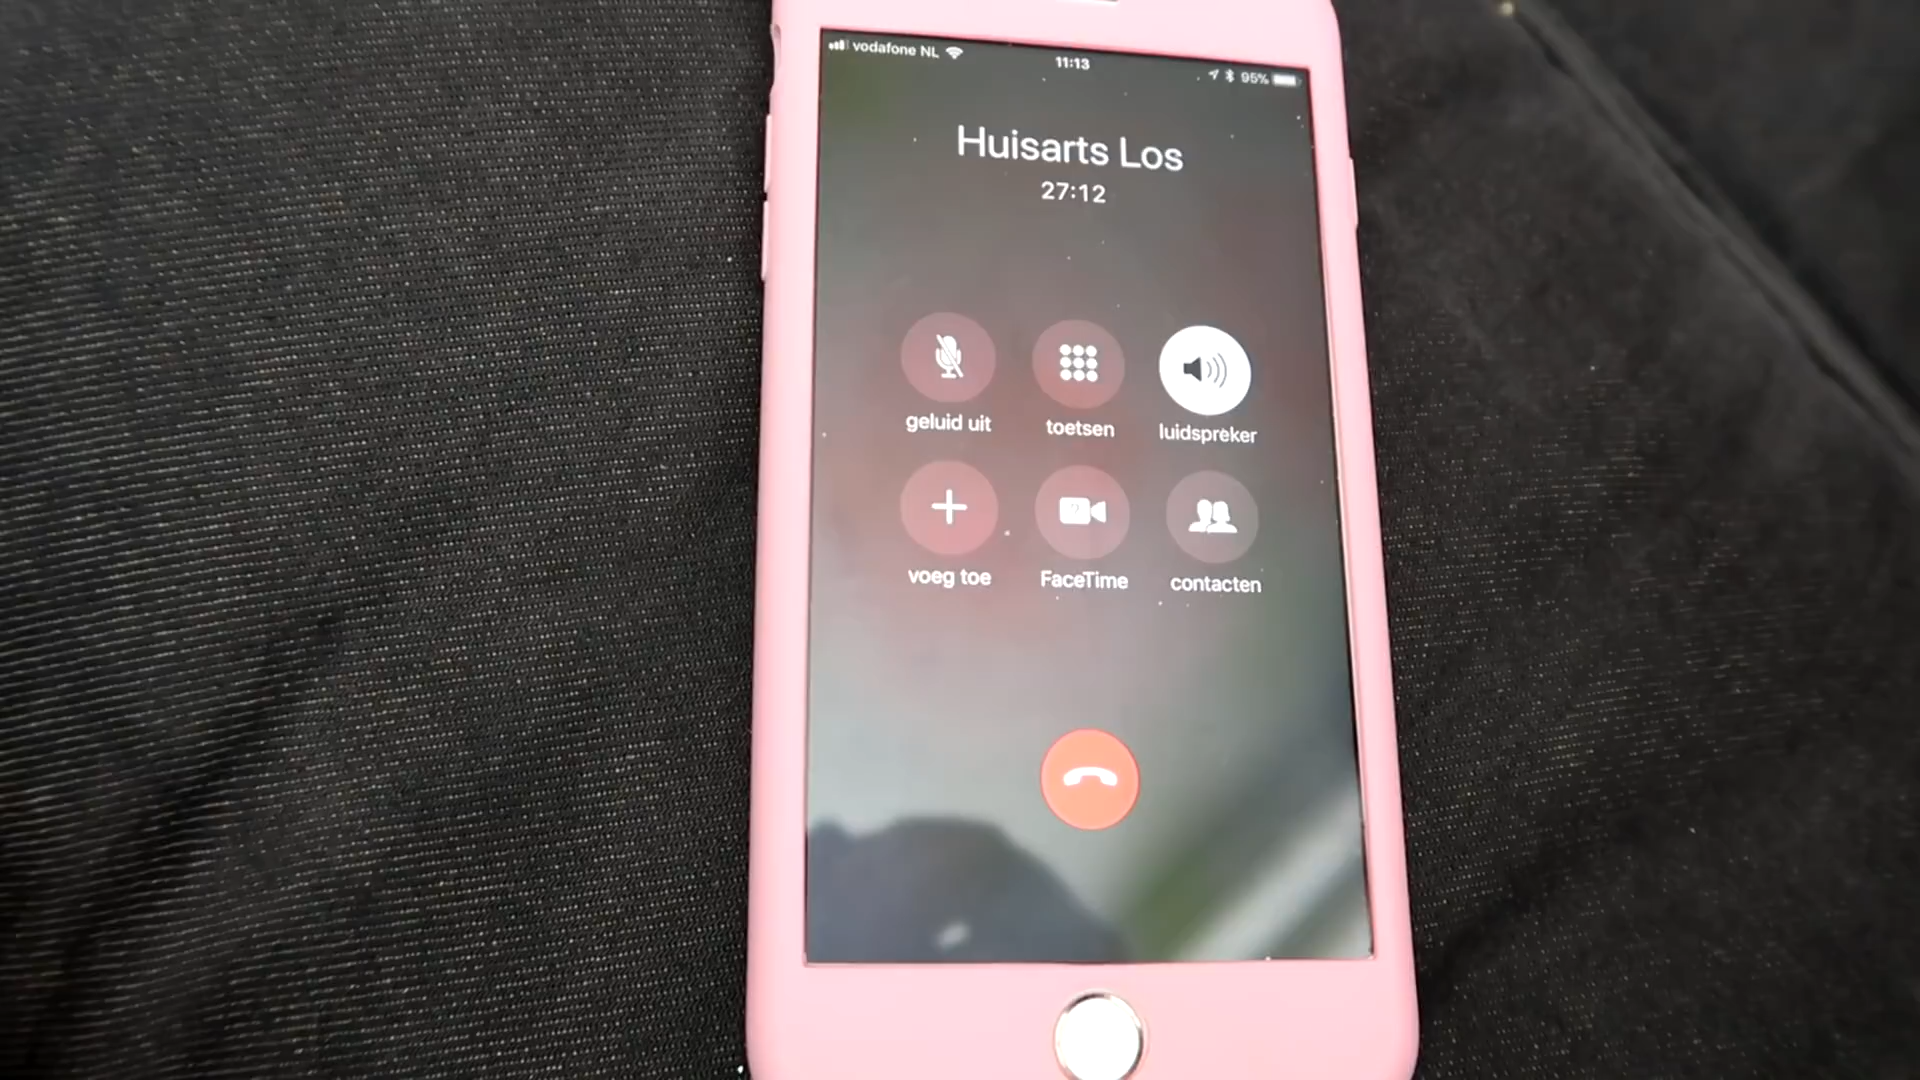 vodafone NL
11:13
95%
Huisarts Los
27:12
geluid uit
toetsen
luidspreker
voeg toe
FaceTime
contacten